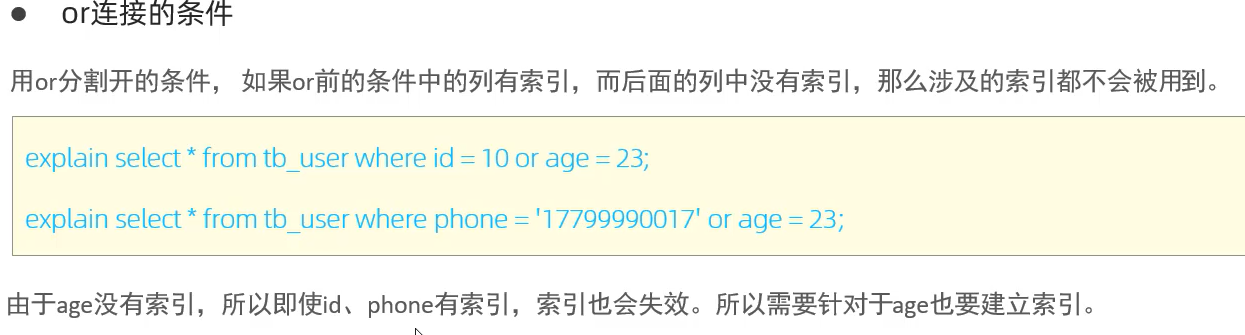 ● or连接的条件
用or分割开的条件， 如果or前的条件中的列有索引，而后面的列中没有索引，那么涉及的索引都不会被用到。
explain select * from tb_user where id = 10 or age = 23;
explain select * from tb_user where phone = '17799990017' or age = 23;
由于age没有索引，所以即使id、phone有索引，索引也会失效。所以需要针对于age也要建立索引。